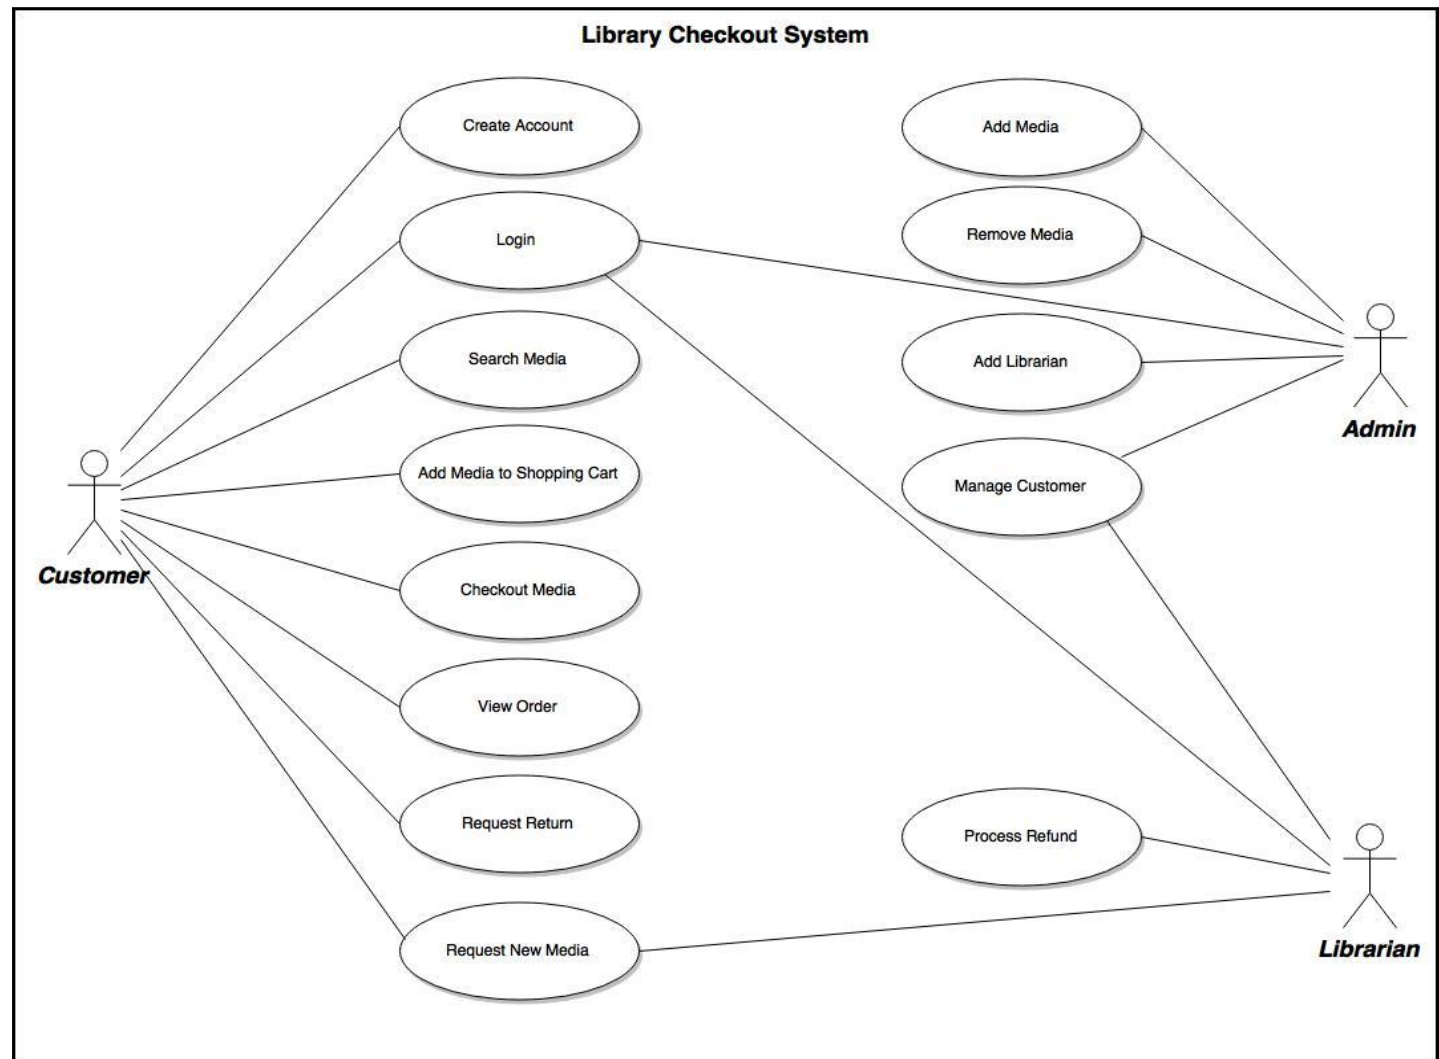 Library Checkout System
Create Account
Add Media
Login
Remove Media
Search Media
Add Librarian
Admin
Add Media to Shopping Cart
Manage Customer
Customer
Checkout Media
View Order
Request Return
Process Refund
Request New Media
Librarian